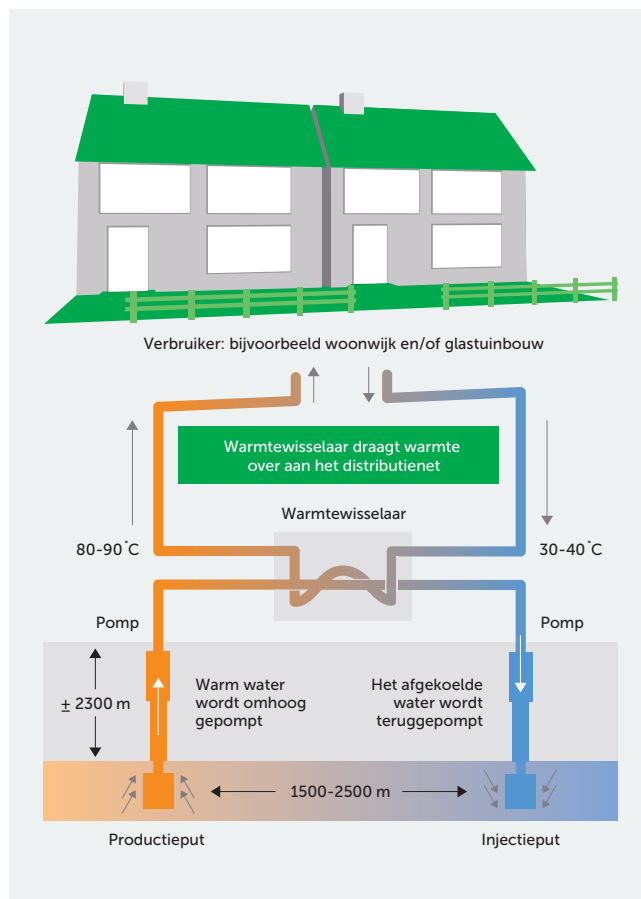 Verbruiker: bijvoorbeeld woonwijk en/of glastuinbouw
Warmtewisselaar draagt warmte
over aan het distributienet
Warmtewisselaar
80-90°C
30-40°C
Pomp
Pomp
± 2300 m
Warm water
wordt omhoog
gepompt
Het afgekoelde
water wordt
teruggepompt
1500-2500 m
Productieput
Injectieput